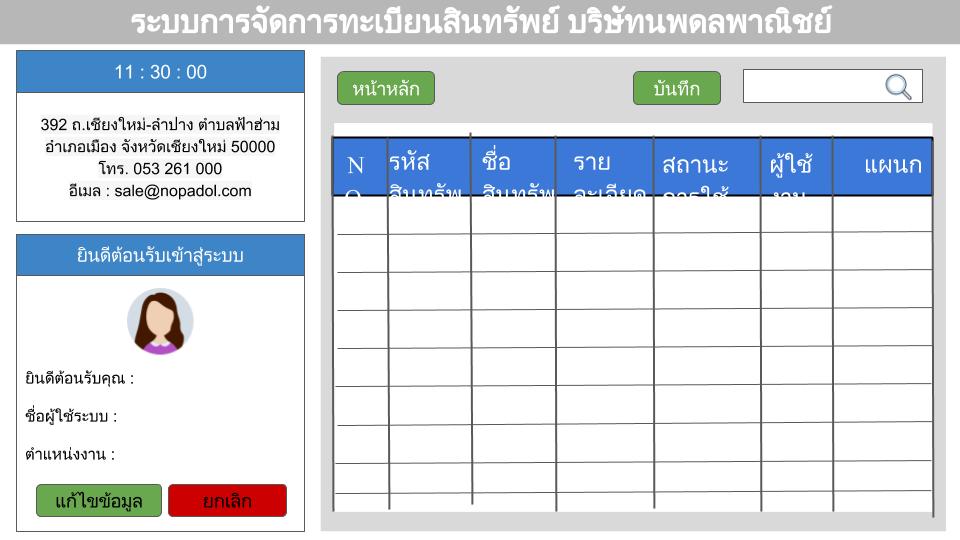 ระบบการจัดการทะเบียนสินทรัพย์ บริษัทนพดลพาณิชย์
11 : 30 : 00
392 ถ.เชียงใหม่-ลำปาง ตำบลฟ้าฮ่าม
อำเภอเมือง จังหวัดเชียงใหม่ 50000
โทร. 053 261 000
อีเมล : sale@nopadol.com
ยินดีต้อนรับเข้าสู่ระบบ
ยินดีต้อนรับคุณ :
ชื่อผู้ใช้ระบบ :
ตำแหน่งงาน :
แก้ไขข้อมูล ยกเลิก
หน้าหลัก บันทึก
N รหัส ชื่อ ราย สถานะ ผู้ใช้ แผนก
O สินทรัพ สินทรัพ ละเอียด การใช้ งาน